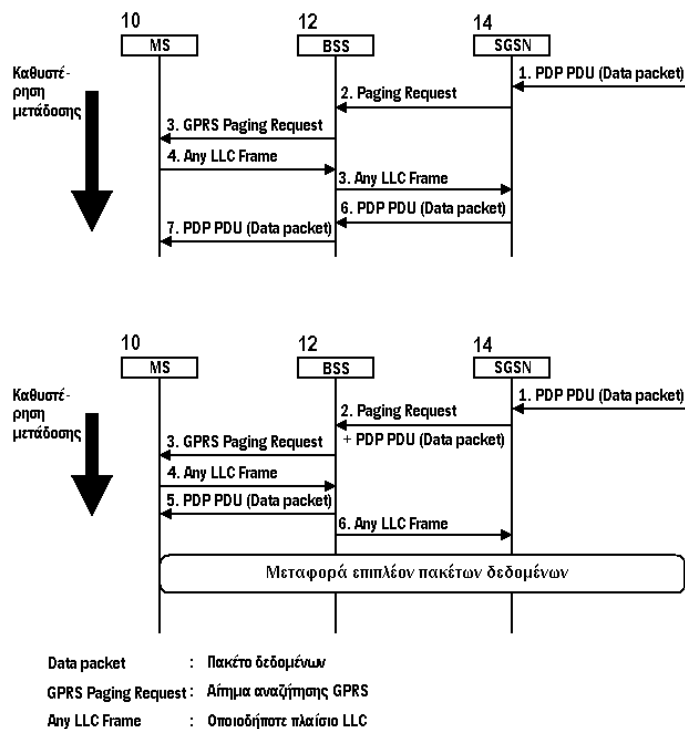 10
12
14
MS
BSS
SGSN
Καθυστέ-
ρηση
μετάδοσης
1. PDP PDU (Data packet)
2. Paging Request
3. GPRS Paging Request
4. Any LLC Frame
3. Any LLC Frame
6. PDP PDU (Data packet)
7. PDP PDU (Data packet)
10
12
14
MS
BSS
SGSN
Καθυστέ-
ρηση
μετάδοσης
1. PDP PDU (Data packet)
2. Paging Request
+ PDP PDU (Data packet)
3. GPRS Paging Request
4. Any LLC Frame
5. PDP PDU (Data packet)
6. Any LLC Frame
Μεταφορά επιπλέον πακέτων δεδομένων
Data packet : Πακέτο δεδομένων
GPRS Paging Request : Αίτημα αναζήτησης GPRS
Any LLC Frame : Οποιοδήποτε πλαίσιο LLC